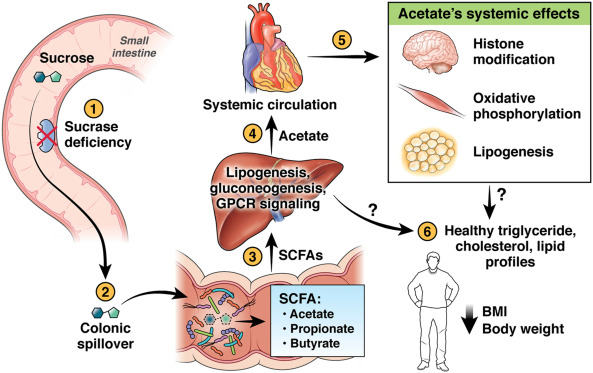 Small
intestine
Sucrose
1
Sucrase
deficiency
2
Colonic
spillover
3
SCFAs
SCFA:
• Acetate
• Propionate
• Butyrate
Lipogenesis,
gluconeogenesis,
GPCR signaling
4
Acetate
Systemic circulation
5
Acetate's systemic effects
Histone
modification
Oxidative
phosphorylation
Lipogenesis
?
?
6
Healthy triglyceride,
cholesterol, lipid
profiles
BMI
Body weight